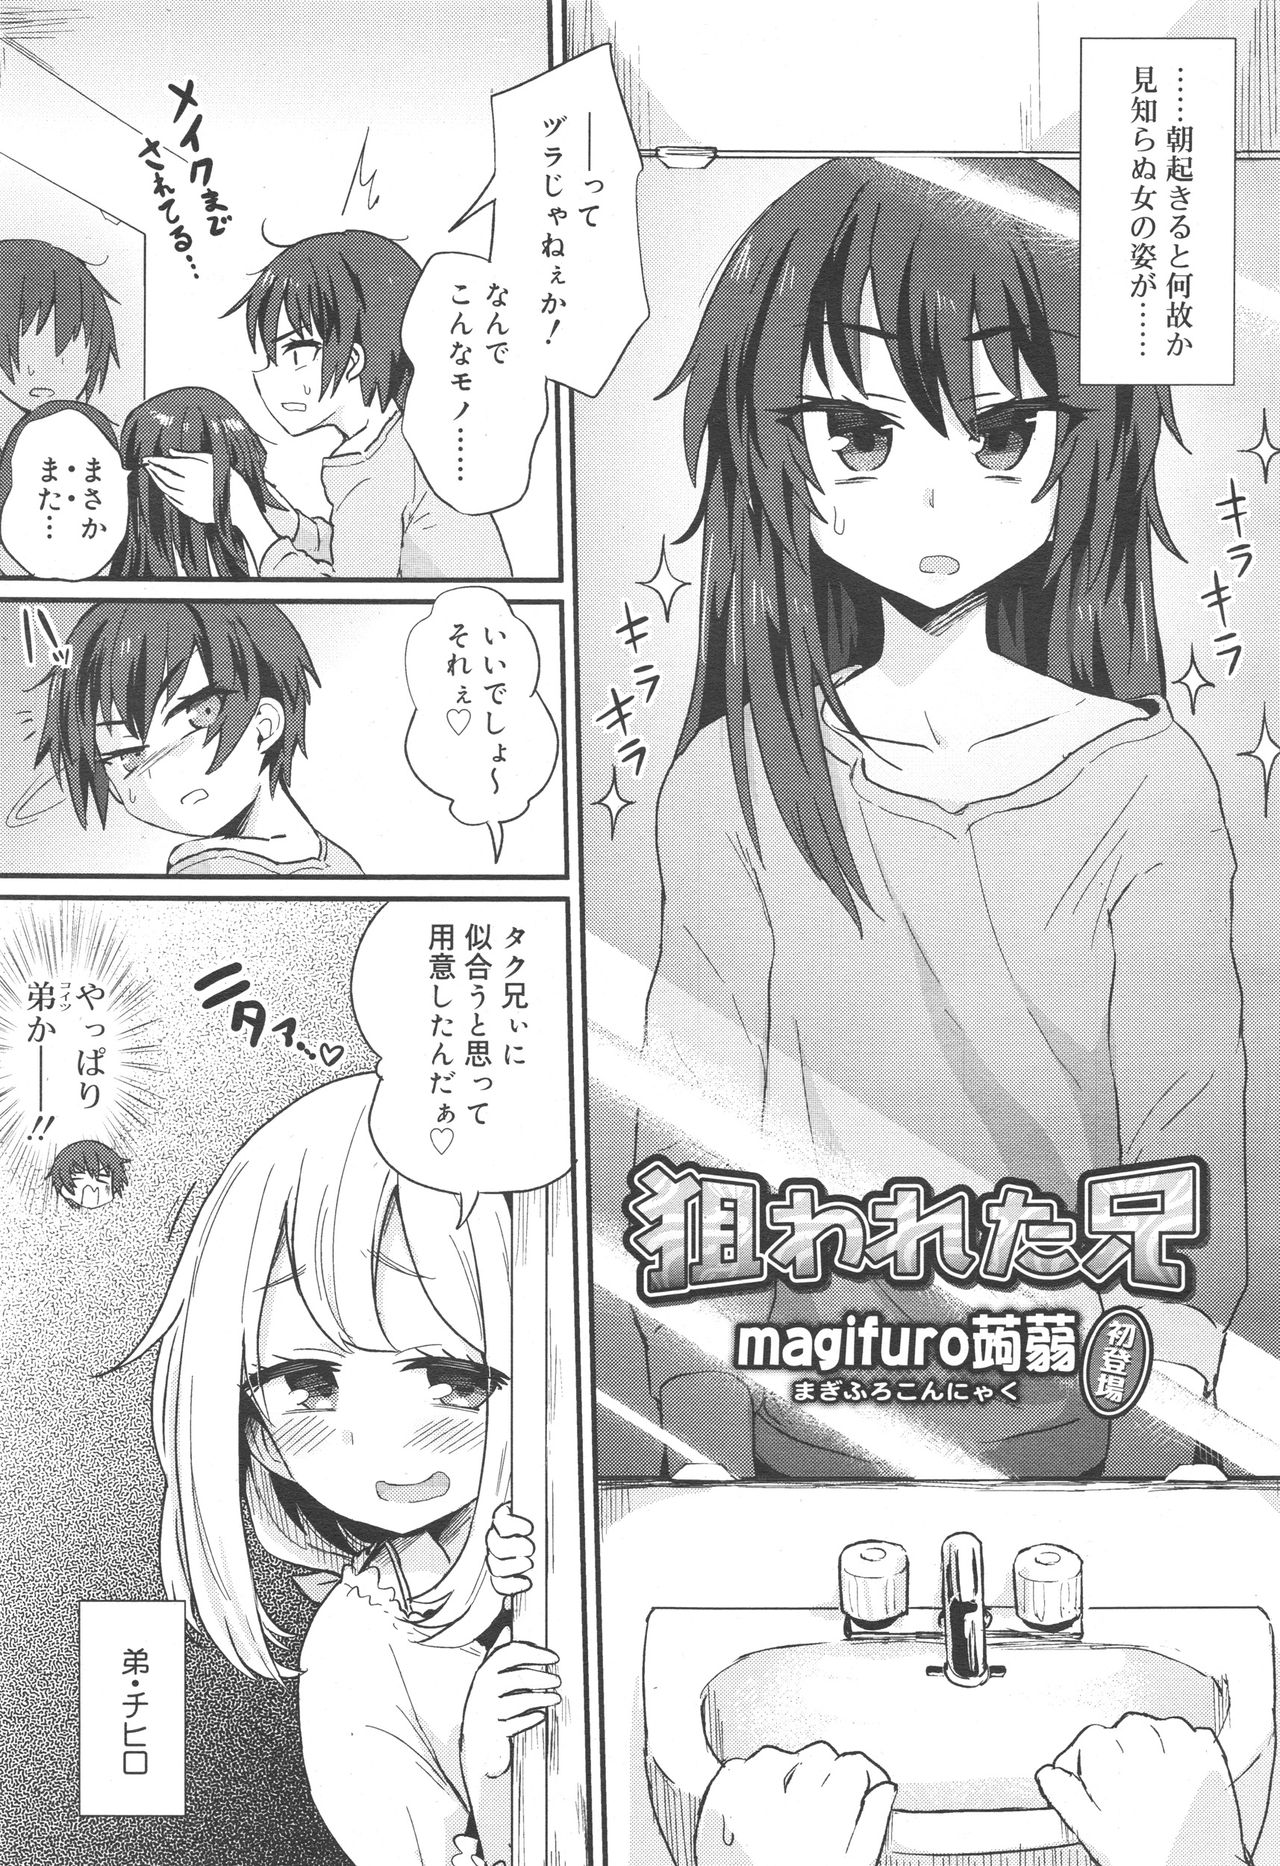 ……朝起きると何故か
見知らぬ女の姿が……
キラキラ
キラキラ
狙われた兄
magifuro蒟蒻
まぎふろこんにゃく
初登場
――って
ヅラじゃねぇか!
なんで
こんなモノ……
メイクまで
されてる…
まさか
また…
いいでしょ〜
それぇ♡
バッ
タク兄ぃに
似合うと思って
用意したんだぁ♡
ニタァ…♡
やっぱり
弟か――!!
コイツ
弟・チヒロ